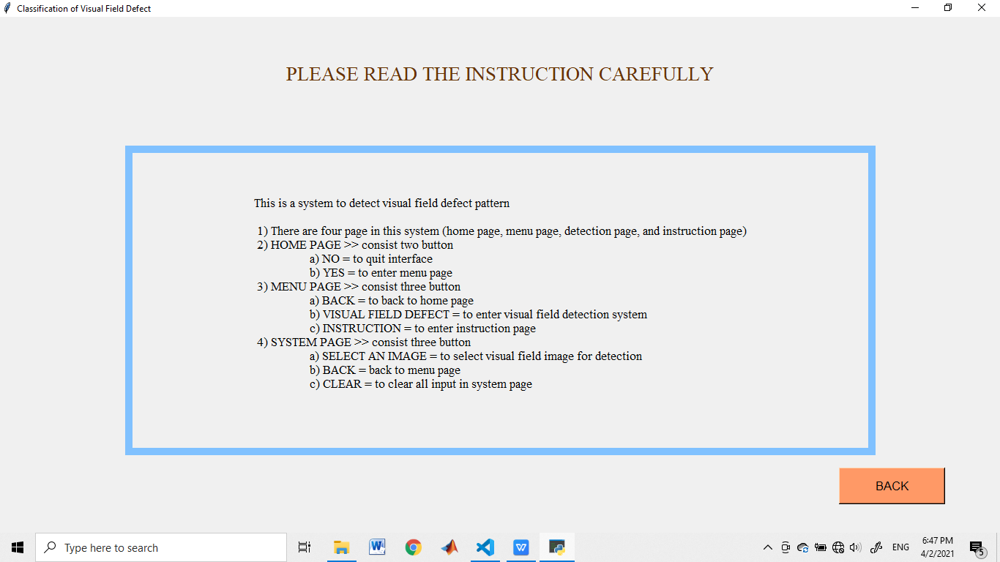 Classification of Visual Field Defect
PLEASE READ THE INSTRUCTION CAREFULLY
This is a system to detect visual field defect pattern
1) There are four page in this system (home page, menu page, detection page, and instruction page)
2) HOME PAGE >> consist two button
a) NO = to quit interface
b) YES = to enter menu page
3) MENU PAGE >> consist three button
a) BACK = to back to home page
b) VISUAL FIELD DEFECT = to enter visual field detection system
c) INSTRUCTION = to enter instruction page
4) SYSTEM PAGE >> consist three button
a) SELECT AN IMAGE = to select visual field image for detection
b) BACK = back to menu page
c) CLEAR = to clear all input in system page
BACK
Type here to search
W
W
ENG
6:47 PM
4/2/2021
5